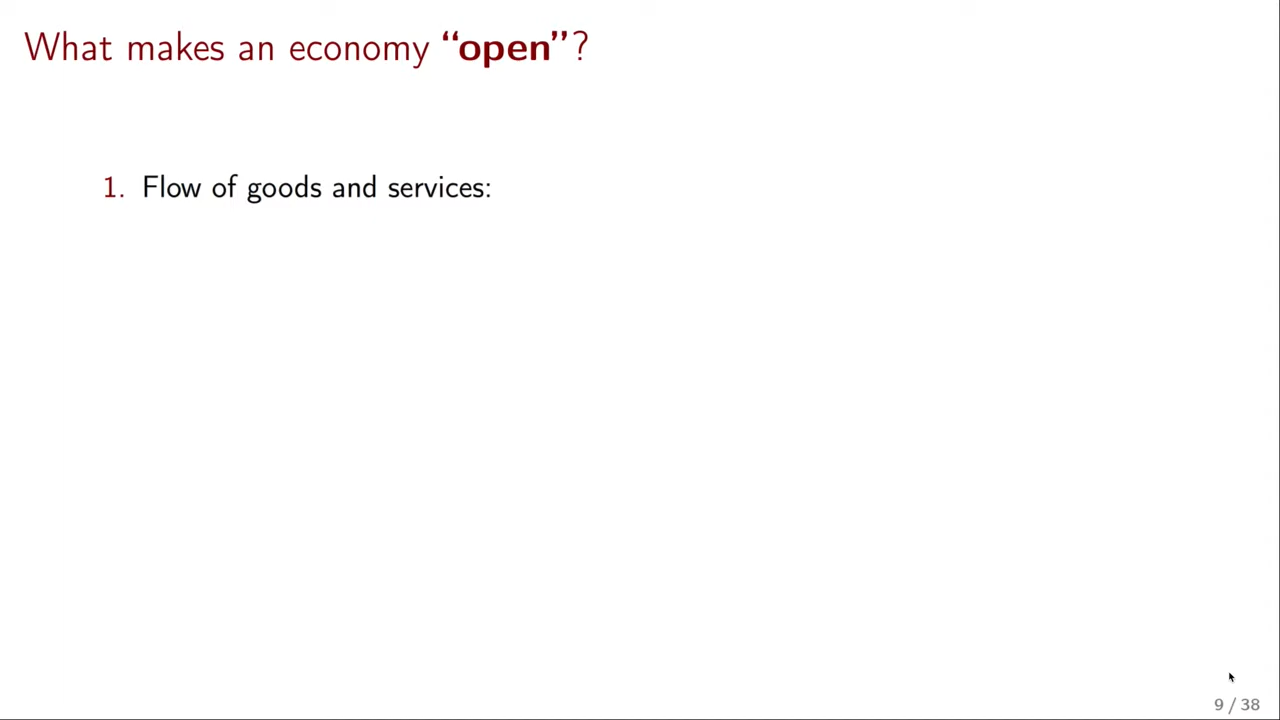 What makes an economy “open”?
1. Flow of goods and services:
9 / 38